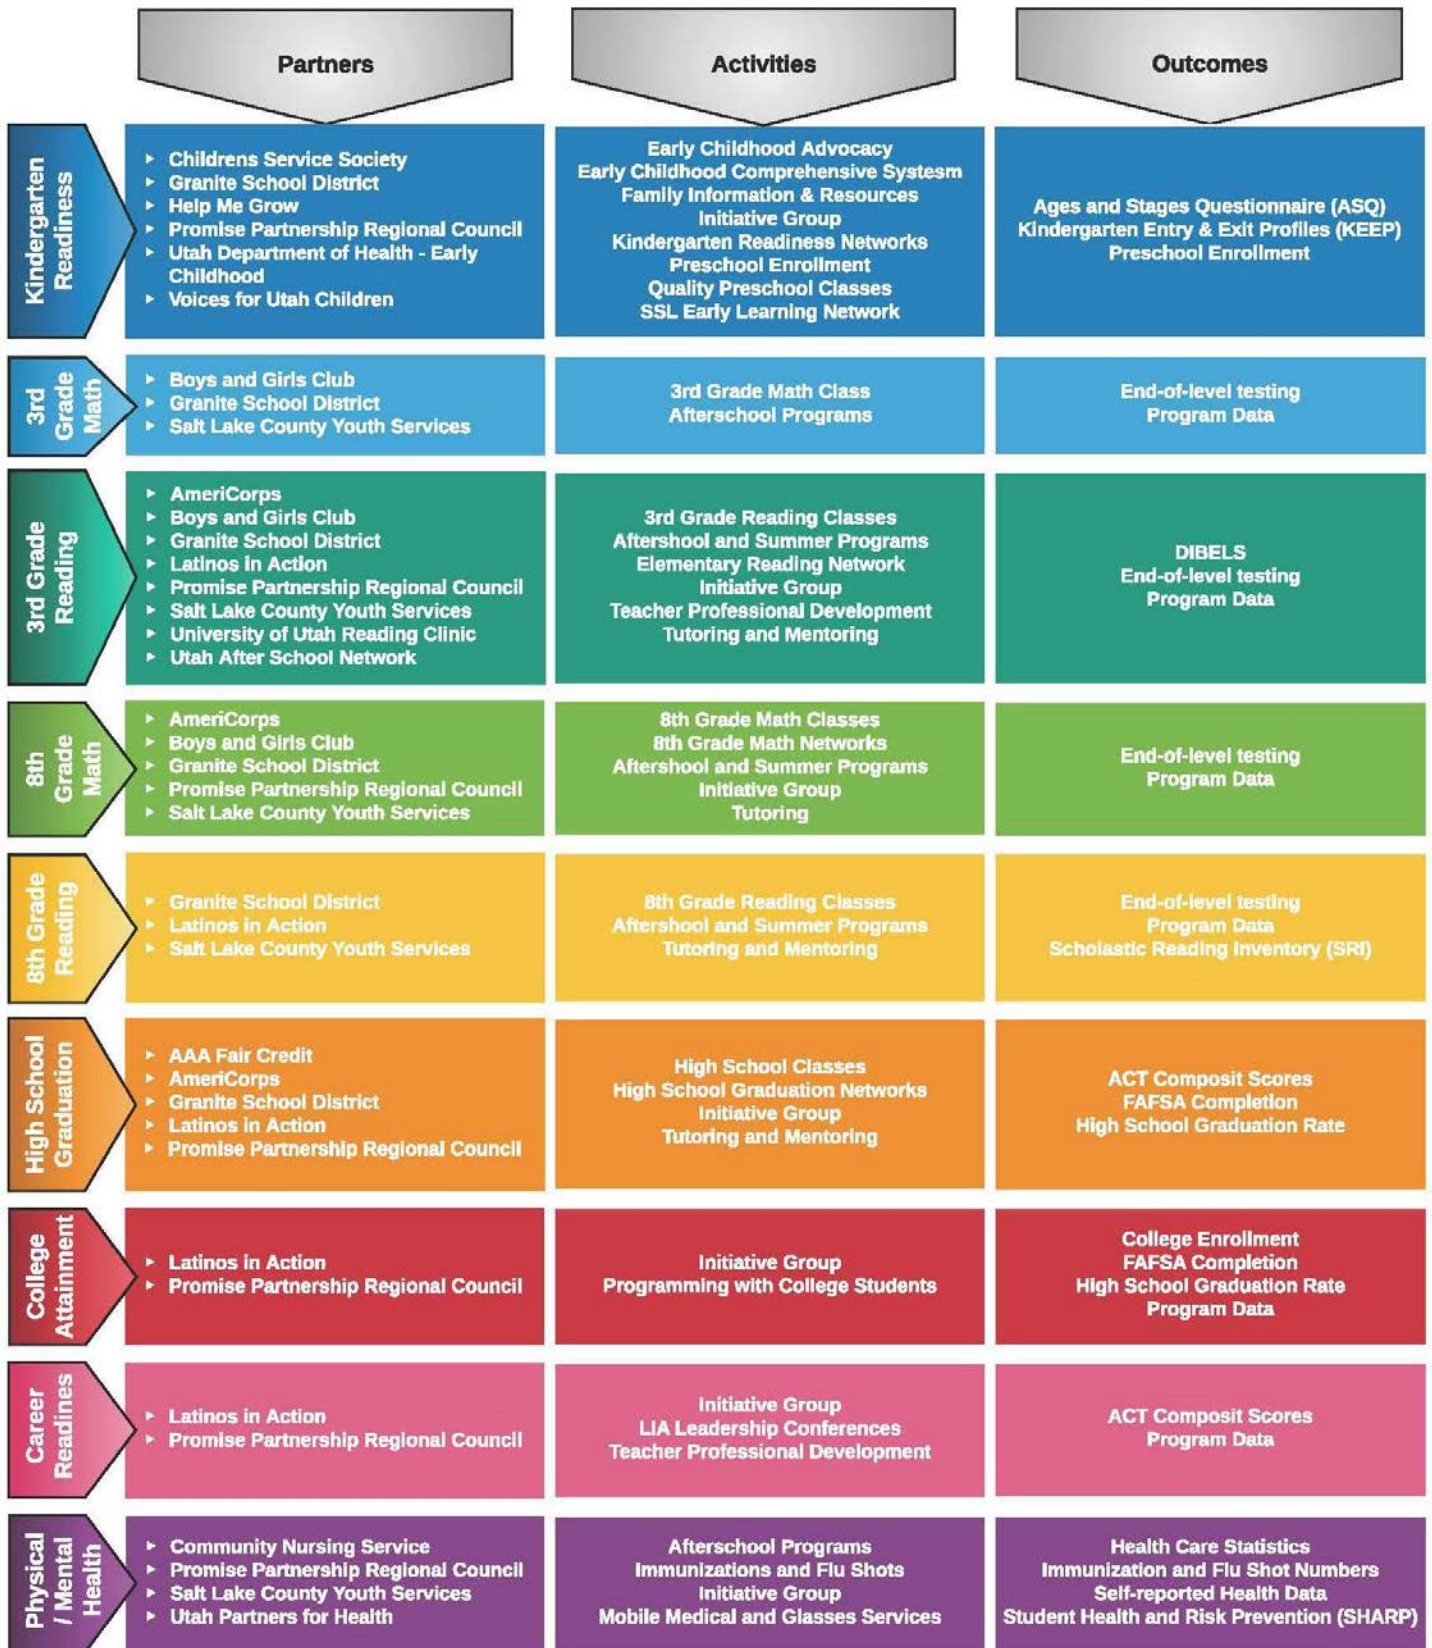 Partners
Activities
Outcomes
Kindergarten
Readiness
Childrens Service Society
Granite School District
Help Me Grow
Promise Partnership Regional Council
Utah Department of Health - Early
Childhood
Voices for Utah Children
Early Childhood Advocacy
Early Childhood Comprehensive Systesm
Family Information & Resources
Initiative Group
Kindergarten Readiness Networks
Preschool Enrollment
Quality Preschool Classes
SSL Early Learning Network
Ages and Stages Questionnaire (ASQ)
Kindergarten Entry & Exit Profiles (KEEP)
Preschool Enrollment
3rd
Grade
Math
Boys and Girls Club
Granite School District
Salt Lake County Youth Services
3rd Grade Math Class
Afterschool Programs
End-of-level testing
Program Data
3rd Grade
Reading
AmeriCorps
Boys and Girls Club
Granite School District
Latinos in Action
Promise Partnership Regional Council
Salt Lake County Youth Services
University of Utah Reading Clinic
Utah After School Network
3rd Grade Reading Classes
Aftershool and Summer Programs
Elementary Reading Network
Initiative Group
Teacher Professional Development
Tutoring and Mentoring
DIBELS
End-of-level testing
Program Data
8th
Grade
Math
AmeriCorps
Boys and Girls Club
Granite School District
Promise Partnership Regional Council
Salt Lake County Youth Services
8th Grade Math Classes
8th Grade Math Networks
Aftershool and Summer Programs
Initiative Group
Tutoring
End-of-level testing
Program Data
8th Grade
Reading
Granite School District
Latinos in Action
Salt Lake County Youth Services
8th Grade Reading Classes
Aftershool and Summer Programs
Tutoring and Mentoring
End-of-level testing
Program Data
Scholastic Reading Inventory (SRI)
High School
Graduation
AAA Fair Credit
AmeriCorps
Granite School District
Latinos in Action
Promise Partnership Regional Council
High School Classes
High School Graduation Networks
Initiative Group
Tutoring and Mentoring
ACT Composit Scores
FAFSA Completion
High School Graduation Rate
College
Attainment
Latinos in Action
Promise Partnership Regional Council
Initiative Group
Programming with College Students
College Enrollment
FAFSA Completion
High School Graduation Rate
Program Data
Career
Readines
Latinos in Action
Promise Partnership Regional Council
Initiative Group
LIA Leadership Conferences
Teacher Professional Development
ACT Composit Scores
Program Data
Physical
/ Mental
Health
Community Nursing Service
Promise Partnership Regional Council
Salt Lake County Youth Services
Utah Partners for Health
Afterschool Programs
Immunizations and Flu Shots
Initiative Group
Mobile Medical and Glasses Services
Health Care Statistics
Immunization and Flu Shot Numbers
Self-reported Health Data
Student Health and Risk Prevention (SHARP)